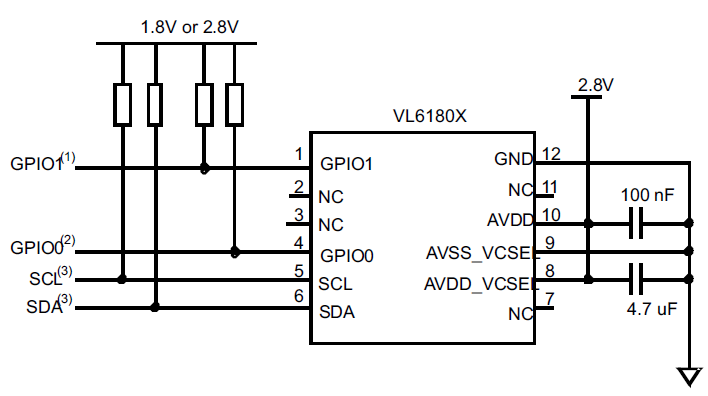 1.8V or 2.8V
2.8V
VL6180X
GPIO1(1) 1 GPIO1 GND 12
2 NC NC 11 100 nF
3 NC AVDD 10
GPIO0(2) 4 GPIO0 AVSS_VCSEL 9
SCL(3) 5 SCL AVDD_VCSEL 8
SDA(3) 6 SDA NC 7 4.7 uF